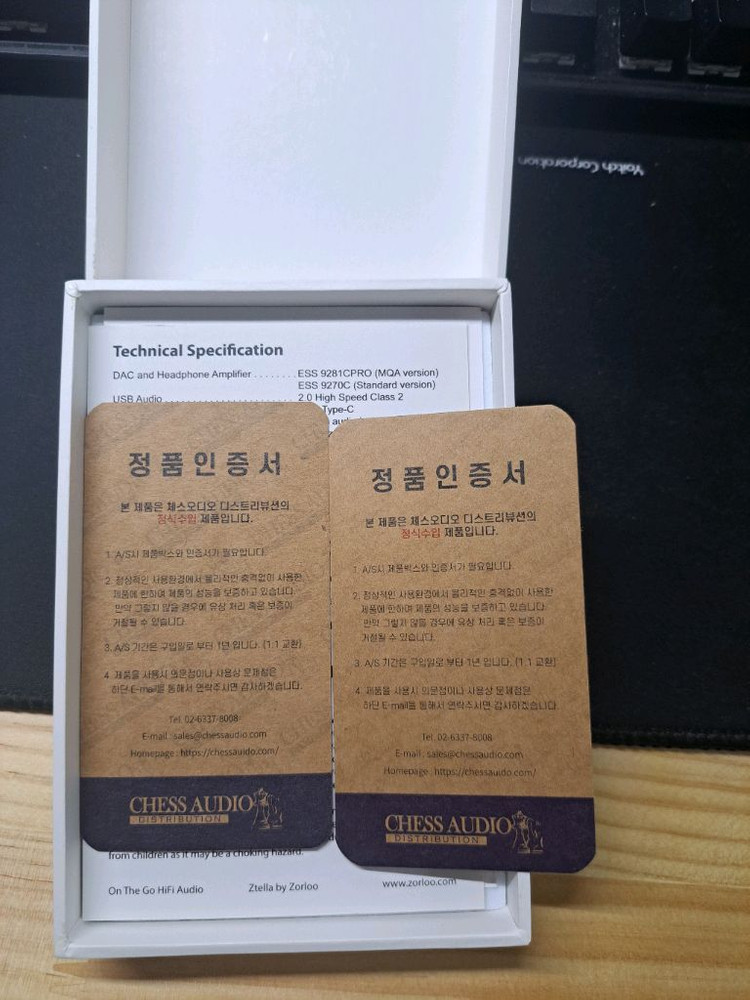 Yoitch Corporation
Technical Specification
DAC and Headphone Amplifier ........ ESS 9281CPRO (MQA version)
ESS 9270C (Standard version)
USB Audio ........................ 2.0 High Speed Class 2
Type-C
정품인증서
본 제품은 체스오디오 디스트리뷰션의
정식수입 제품입니다.
1. A/S시 제품박스와 인증서가 필요합니다.
2. 정상적인 사용환경에서 물리적인 충격없이 사용한
제품에 한하여 제품의 성능을 보증하고 있습니다.
만약 그렇지 않을 경우에 유상 처리 혹은 보증이
거절될 수 있습니다.
3. A/S 기간은 구입일로 부터 1년 입니다. (1:1 교환)
4. 제품을 사용시 의문점이나 사용상 문제점은
하단 E-mail을 통해서 연락주시면 감사하겠습니다.
Tel. 02-6337-8008
E-mail : sales@chessaudio.com
Homepage : https://chessauido.com/
CHESS AUDIO
DISTRIBUTION
정품인증서
본 제품은 체스오디오 디스트리뷰션의
정식수입 제품입니다.
1. A/S시 제품박스와 인증서가 필요합니다.
2. 정상적인 사용환경에서 물리적인 충격없이 사용한
제품에 한하여 제품의 성능을 보증하고 있습니다.
만약 그렇지 않을 경우에 유상 처리 혹은 보증이
거절될 수 있습니다.
3. A/S 기간은 구입일로 부터 1년 입니다. (1:1 교환)
4. 제품을 사용시 의문점이나 사용상 문제점은
하단 E-mail을 통해서 연락주시면 감사하겠습니다.
Tel. 02-6337-8008
E-mail : sales@chessaudio.com
Homepage : https://chessauido.com/
CHESS AUDIO
DISTRIBUTION
from children as it may be a choking hazard.
On The Go HiFi Audio Ztella by Zorloo www.zorloo.com